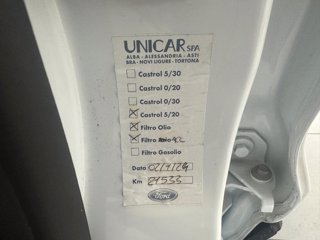 UNICAR SPA
ALBA - ALESSANDRIA - ASTI
BRA - NOVI LIGURE - TORTONA
Castrol 5/30
Castrol 0/20
Castrol 0/30
Castrol 5/20
Filtro Olio
Filtro
Filtro Gasolio
Data
Km
Ford